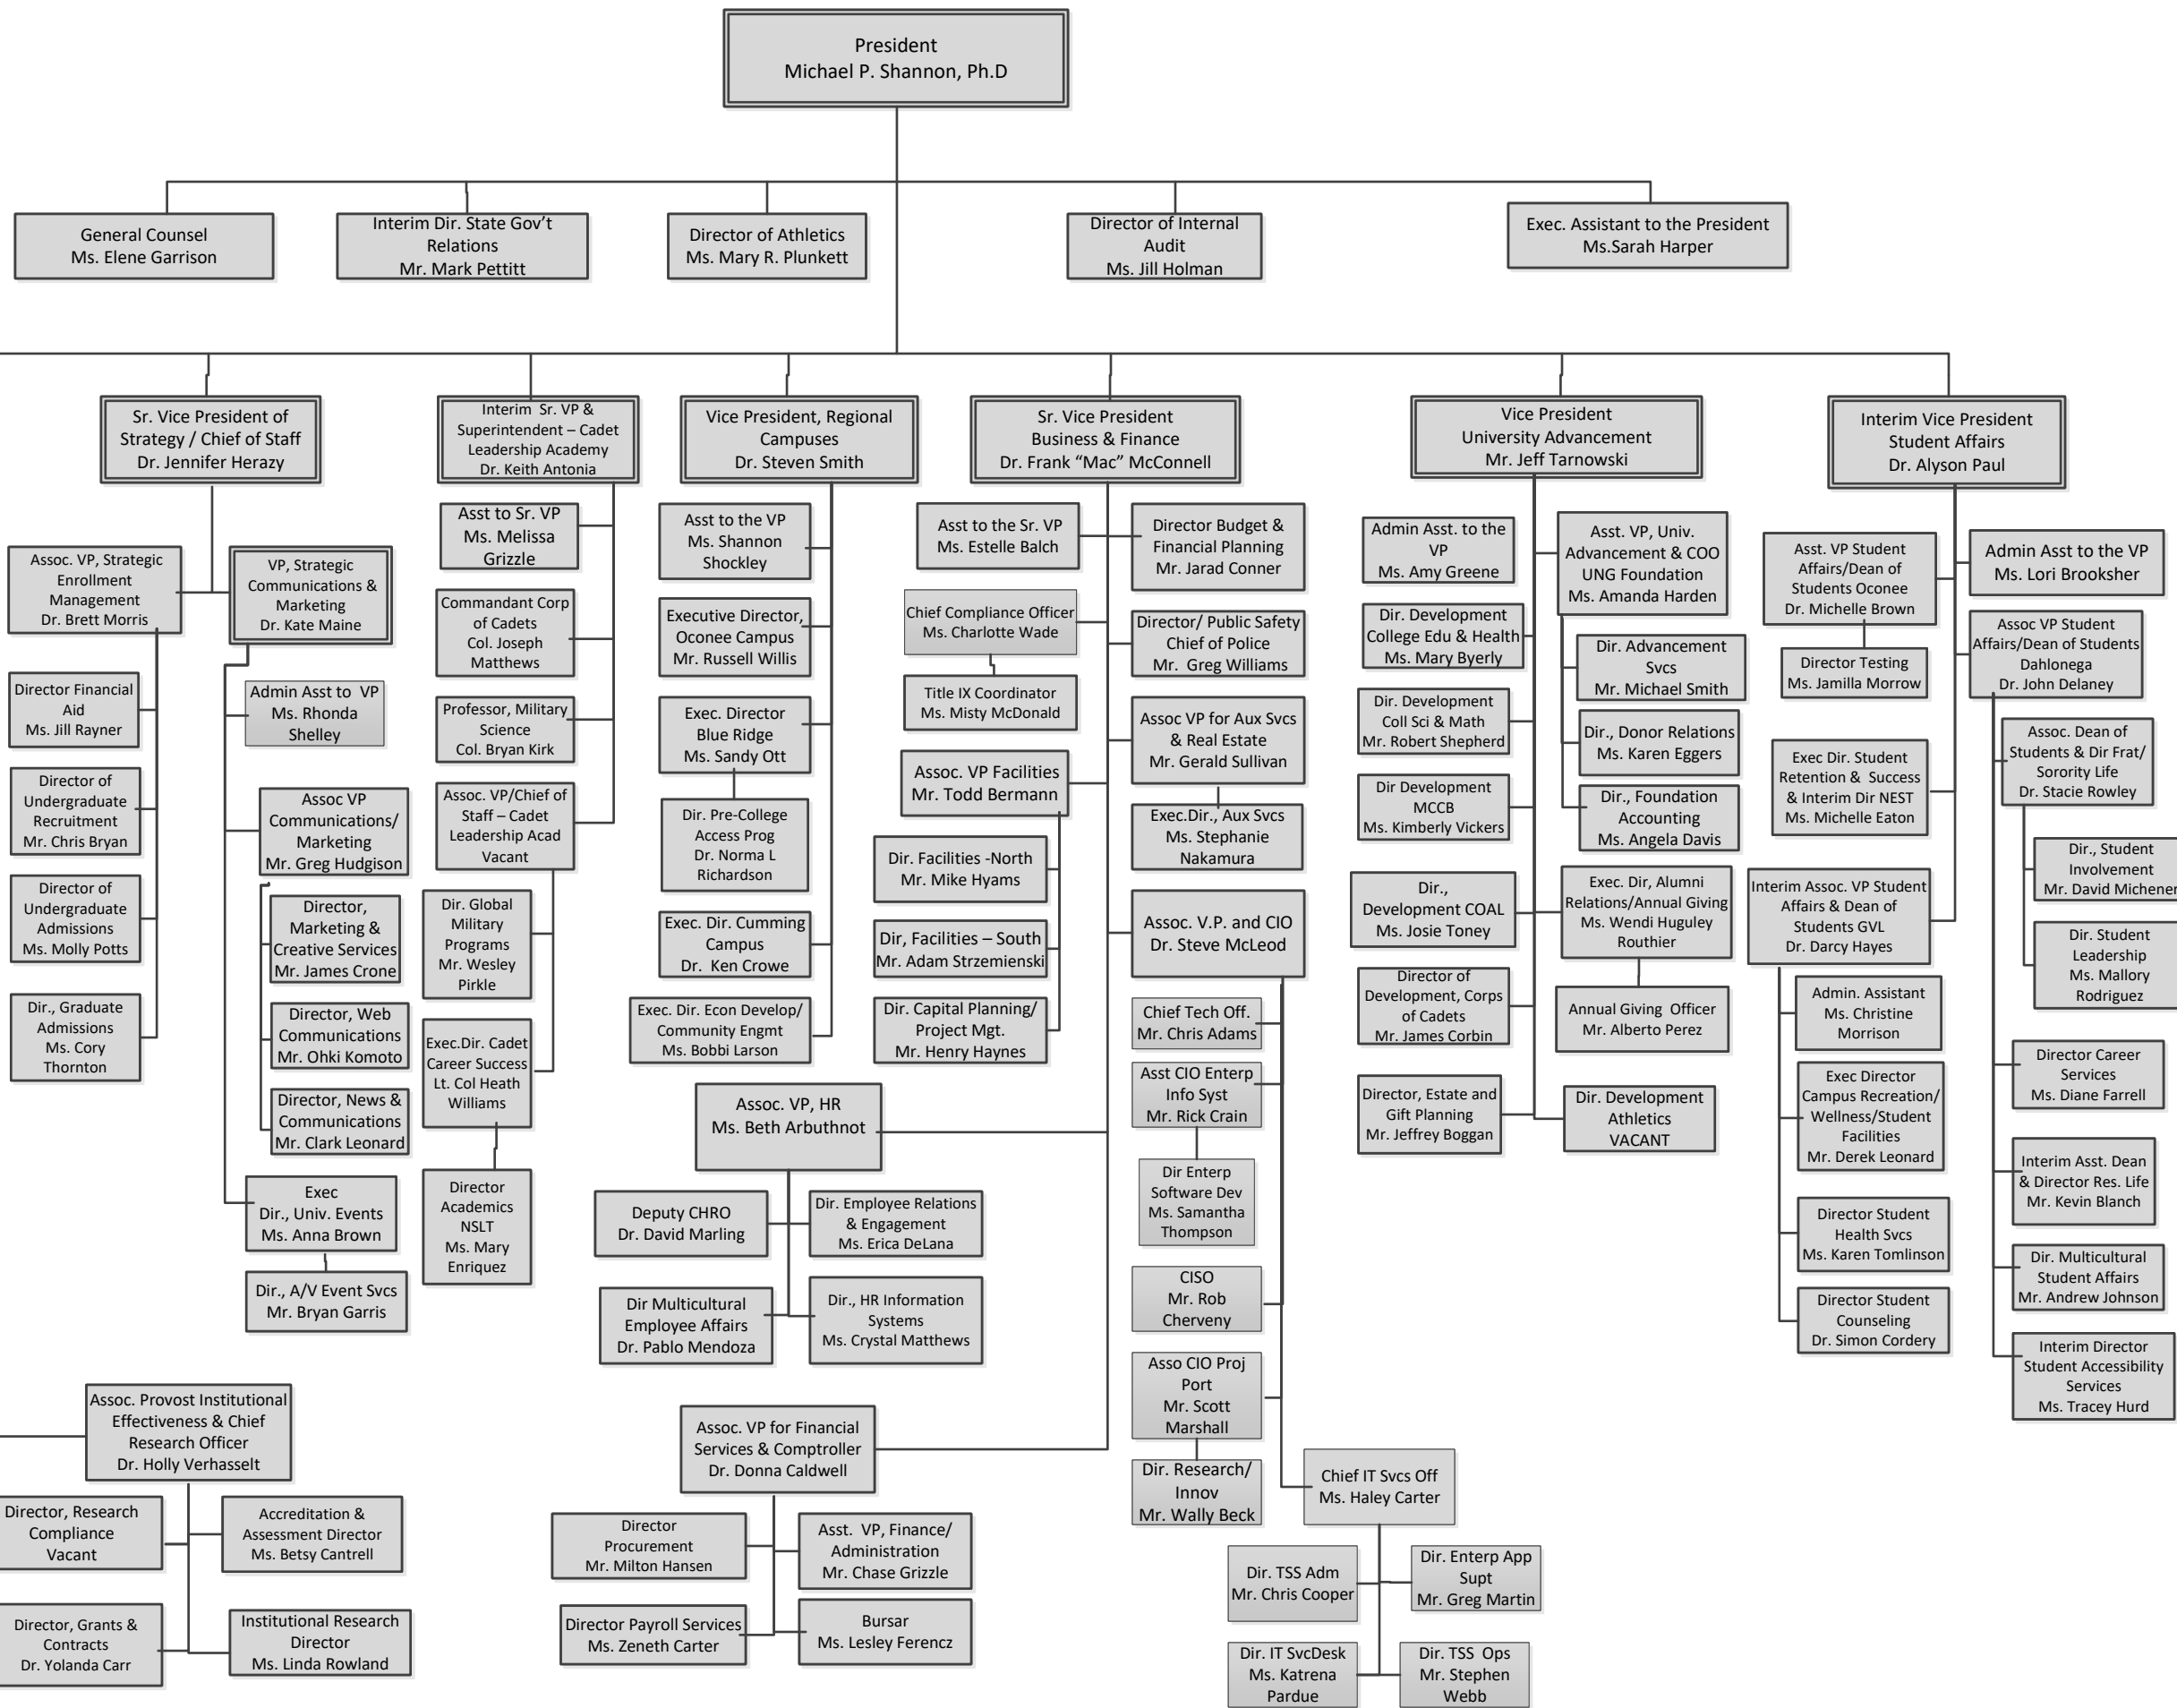 President
Michael P. Shannon, Ph.D
General Counsel
Ms. Elene Garrison
Interim Dir. State Gov’t
Relations
Mr. Mark Pettitt
Director of Athletics
Ms. Mary R. Plunkett
Director of Internal
Audit
Ms. Jill Holman
Exec. Assistant to the President
Ms.Sarah Harper
Sr. Vice President of
Strategy / Chief of Staff
Dr. Jennifer Herazy
Assoc. VP, Strategic
Enrollment
Management
Dr. Brett Morris
VP, Strategic
Communications &
Marketing
Dr. Kate Maine
Director Financial
Aid
Ms. Jill Rayner
Director of
Undergraduate
Recruitment
Mr. Chris Bryan
Director of
Undergraduate
Admissions
Ms. Molly Potts
Dir., Graduate
Admissions
Ms. Cory
Thornton
Admin Asst to VP
Ms. Rhonda
Shelley
Assoc VP
Communications/
Marketing
Mr. Greg Hudgison
Director,
Marketing &
Creative Services
Mr. James Crone
Director, Web
Communications
Mr. Ohki Komoto
Director, News &
Communications
Mr. Clark Leonard
Exec
Dir., Univ. Events
Ms. Anna Brown
Dir., A/V Event Svcs
Mr. Bryan Garris
Interim Sr. VP &
Superintendent – Cadet
Leadership Academy
Dr. Keith Antonia
Asst to Sr. VP
Ms. Melissa
Grizzle
Commandant Corp
of Cadets
Col. Joseph
Matthews
Professor, Military
Science
Col. Bryan Kirk
Assoc. VP/Chief of
Staff – Cadet
Leadership Acad
Vacant
Dir. Global
Military
Programs
Mr. Wesley
Pirkle
Exec.Dir. Cadet
Career Success
Lt. Col Heath
Williams
Director
Academics
NSLT
Ms. Mary
Enriquez
Vice President, Regional
Campuses
Dr. Steven Smith
Asst to the VP
Ms. Shannon
Shockley
Executive Director,
Oconee Campus
Mr. Russell Willis
Exec. Director
Blue Ridge
Ms. Sandy Ott
Dir. Pre-College
Access Prog
Dr. Norma L
Richardson
Exec. Dir. Cumming
Campus
Dr. Ken Crowe
Exec. Dir. Econ Develop/
Community Engmt
Ms. Bobbi Larson
Sr. Vice President
Business & Finance
Dr. Frank “Mac” McConnell
Asst to the Sr. VP
Ms. Estelle Balch
Director Budget &
Financial Planning
Mr. Jarad Conner
Chief Compliance Officer
Ms. Charlotte Wade
Title IX Coordinator
Ms. Misty McDonald
Director/ Public Safety
Chief of Police
Mr. Greg Williams
Assoc VP for Aux Svcs
& Real Estate
Mr. Gerald Sullivan
Exec.Dir., Aux Svcs
Ms. Stephanie
Nakamura
Assoc. VP Facilities
Mr. Todd Bermann
Dir. Facilities -North
Mr. Mike Hyams
Dir, Facilities – South
Mr. Adam Strzemienski
Dir. Capital Planning/
Project Mgt.
Mr. Henry Haynes
Assoc. V.P. and CIO
Dr. Steve McLeod
Chief Tech Off.
Mr. Chris Adams
Asst CIO Enterp
Info Syst
Mr. Rick Crain
Dir Enterp
Software Dev
Ms. Samantha
Thompson
CISO
Mr. Rob
Cherveny
Asso CIO Proj
Port
Mr. Scott
Marshall
Dir. Research/
Innov
Mr. Wally Beck
Chief IT Svcs Off
Ms. Haley Carter
Dir. TSS Adm
Mr. Chris Cooper
Dir. Enterp App
Supt
Mr. Greg Martin
Dir. IT SvcDesk
Ms. Katrena
Pardue
Dir. TSS Ops
Mr. Stephen
Webb
Assoc. VP, HR
Ms. Beth Arbuthnot
Deputy CHRO
Dr. David Marling
Dir. Employee Relations
& Engagement
Ms. Erica DeLana
Dir Multicultural
Employee Affairs
Dr. Pablo Mendoza
Dir., HR Information
Systems
Ms. Crystal Matthews
Assoc. VP for Financial
Services & Comptroller
Dr. Donna Caldwell
Director
Procurement
Mr. Milton Hansen
Asst. VP, Finance/
Administration
Mr. Chase Grizzle
Director Payroll Services
Ms. Zeneth Carter
Bursar
Ms. Lesley Ferencz
Vice President
University Advancement
Mr. Jeff Tarnowski
Admin Asst. to the
VP
Ms. Amy Greene
Asst. VP, Univ.
Advancement & COO
UNG Foundation
Ms. Amanda Harden
Dir. Development
College Edu & Health
Ms. Mary Byerly
Dir. Advancement
Svcs
Mr. Michael Smith
Dir. Development
Coll Sci & Math
Mr. Robert Shepherd
Dir., Donor Relations
Ms. Karen Eggers
Dir Development
MCCB
Ms. Kimberly Vickers
Dir., Foundation
Accounting
Ms. Angela Davis
Dir.,
Development COAL
Ms. Josie Toney
Exec. Dir, Alumni
Relations/Annual Giving
Ms. Wendi Huguley
Routhier
Director of
Development, Corps
of Cadets
Mr. James Corbin
Annual Giving Officer
Mr. Alberto Perez
Director, Estate and
Gift Planning
Mr. Jeffrey Boggan
Dir. Development
Athletics
VACANT
Interim Vice President
Student Affairs
Dr. Alyson Paul
Asst. VP Student
Affairs/Dean of
Students Oconee
Dr. Michelle Brown
Admin Asst to the VP
Ms. Lori Brooksher
Director Testing
Ms. Jamilla Morrow
Assoc VP Student
Affairs/Dean of Students
Dahlonega
Dr. John Delaney
Exec Dir. Student
Retention & Success
& Interim Dir NEST
Ms. Michelle Eaton
Assoc. Dean of
Students & Dir Frat/
Sorority Life
Dr. Stacie Rowley
Dir., Student
Involvement
Mr. David Michener
Dir. Student
Leadership
Ms. Mallory
Rodriguez
Interim Assoc. VP Student
Affairs & Dean of
Students GVL
Dr. Darcy Hayes
Admin. Assistant
Ms. Christine
Morrison
Exec Director
Campus Recreation/
Wellness/Student
Facilities
Mr. Derek Leonard
Director Student
Health Svcs
Ms. Karen Tomlinson
Director Student
Counseling
Dr. Simon Cordery
Director Career
Services
Ms. Diane Farrell
Interim Asst. Dean
& Director Res. Life
Mr. Kevin Blanch
Dir. Multicultural
Student Affairs
Mr. Andrew Johnson
Interim Director
Student Accessibility
Services
Ms. Tracey Hurd
Assoc. Provost Institutional
Effectiveness & Chief
Research Officer
Dr. Holly Verhasselt
Director, Research
Compliance
Vacant
Accreditation &
Assessment Director
Ms. Betsy Cantrell
Director, Grants &
Contracts
Dr. Yolanda Carr
Institutional Research
Director
Ms. Linda Rowland